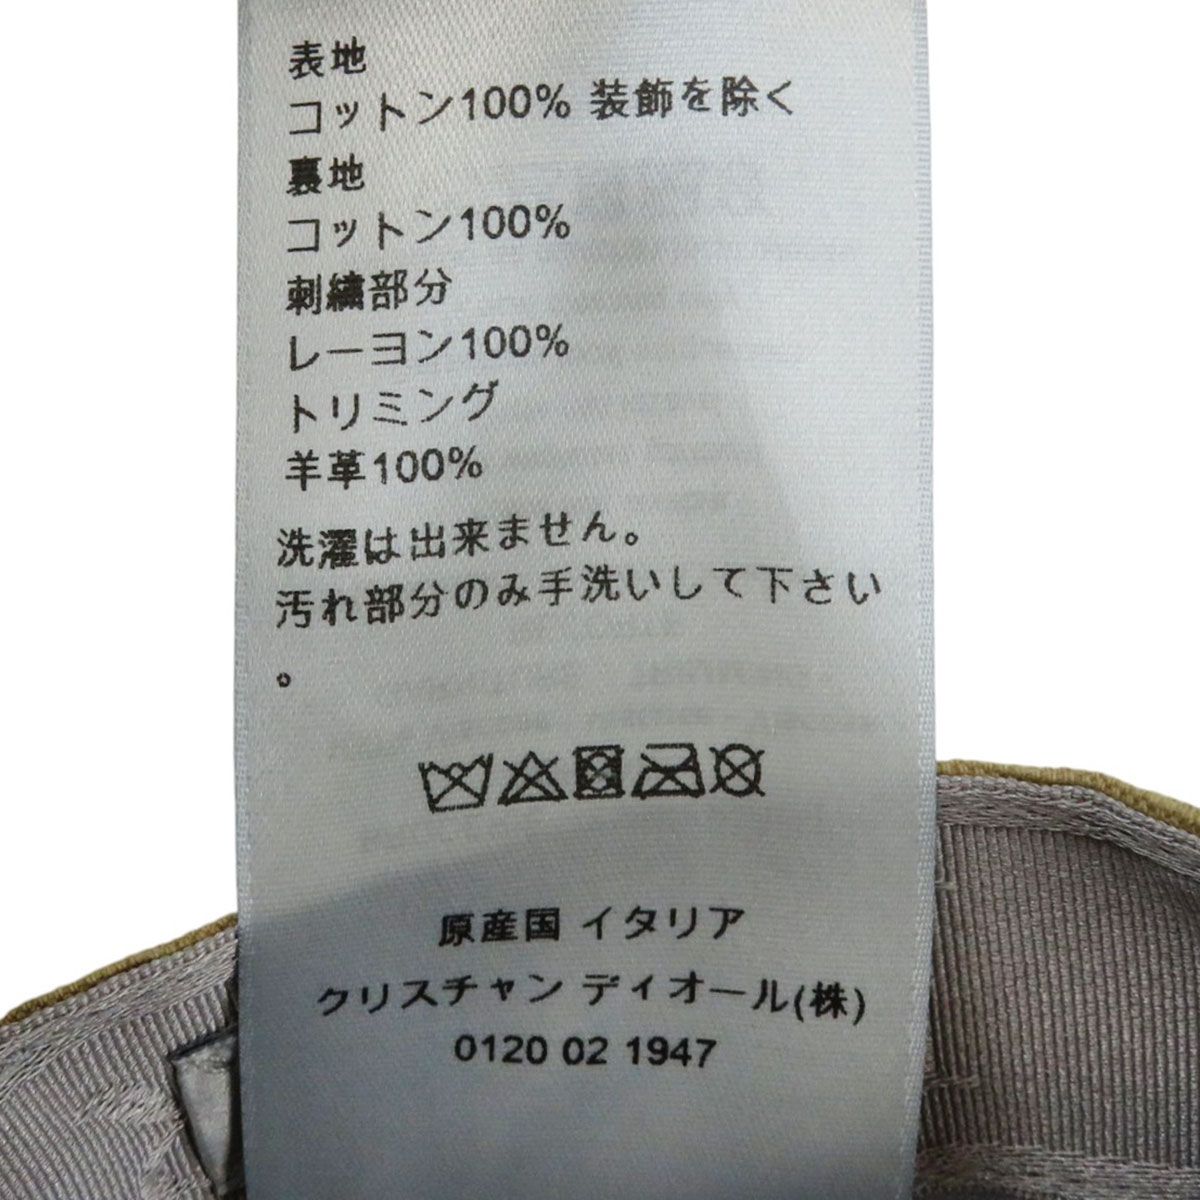 表地
コットン100% 装飾を除く
裏地
コットン100%
刺繍部分
レーヨン100%
トリミング
羊革100%
洗濯は出来ません。
汚れ部分のみ手洗いして下さい
。
原産国 イタリア
クリスチャン ディオール(株)
0120 02 1947